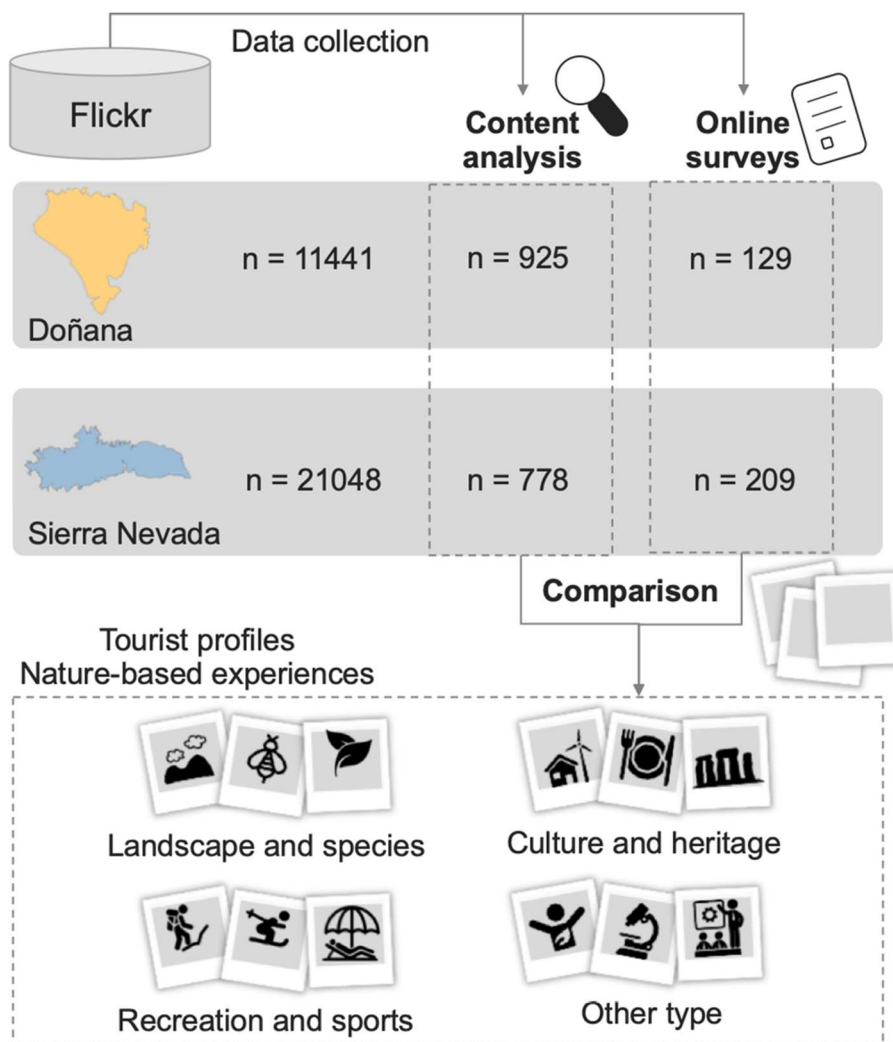 Data collection
Flickr
Content
analysis
Online
surveys
n = 11441
n = 925
n = 129
Doñana
n = 21048
n = 778
n = 209
Sierra Nevada
Comparison
Tourist profiles
Nature-based experiences
Landscape and species
Culture and heritage
Recreation and sports
Other type